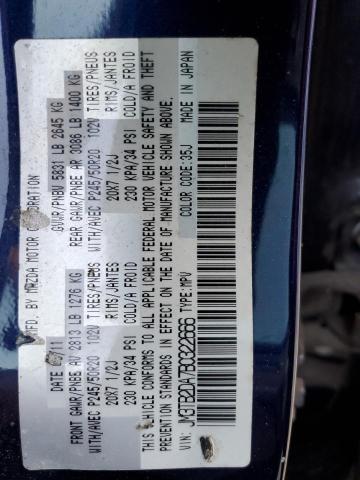 MFD. BY MAZDA MOTOR CORPORATION
DATE: /11 GVWR/PNBV 5831 LB 2645 KG
FRONT GAWR/PNBE AV 2813 LB 1276 KG REAR GAWR/PNBE AR 3086 LB 1400 KG
WITH/AVEC P245/50R20 102V TIRES/PNEUS WITH/AVEC P245/50R20 102V TIRES/PNEUS
20X7 1/2J RIMS/JANTES 20X7 1/2J RIMS/JANTES
230 KPA/34 PSI COLD/A FROID 230 KPA/34 PSI COLD/A FROID
THIS VEHICLE CONFORMS TO ALL APPLICABLE FEDERAL MOTOR VEHICLE SAFETY AND THEFT
PREVENTION STANDARDS IN EFFECT ON THE DATE OF MANUFACTURE SHOWN ABOVE.
VIN: TYPE:MPV COLOR CODE:35J MADE IN JAPAN